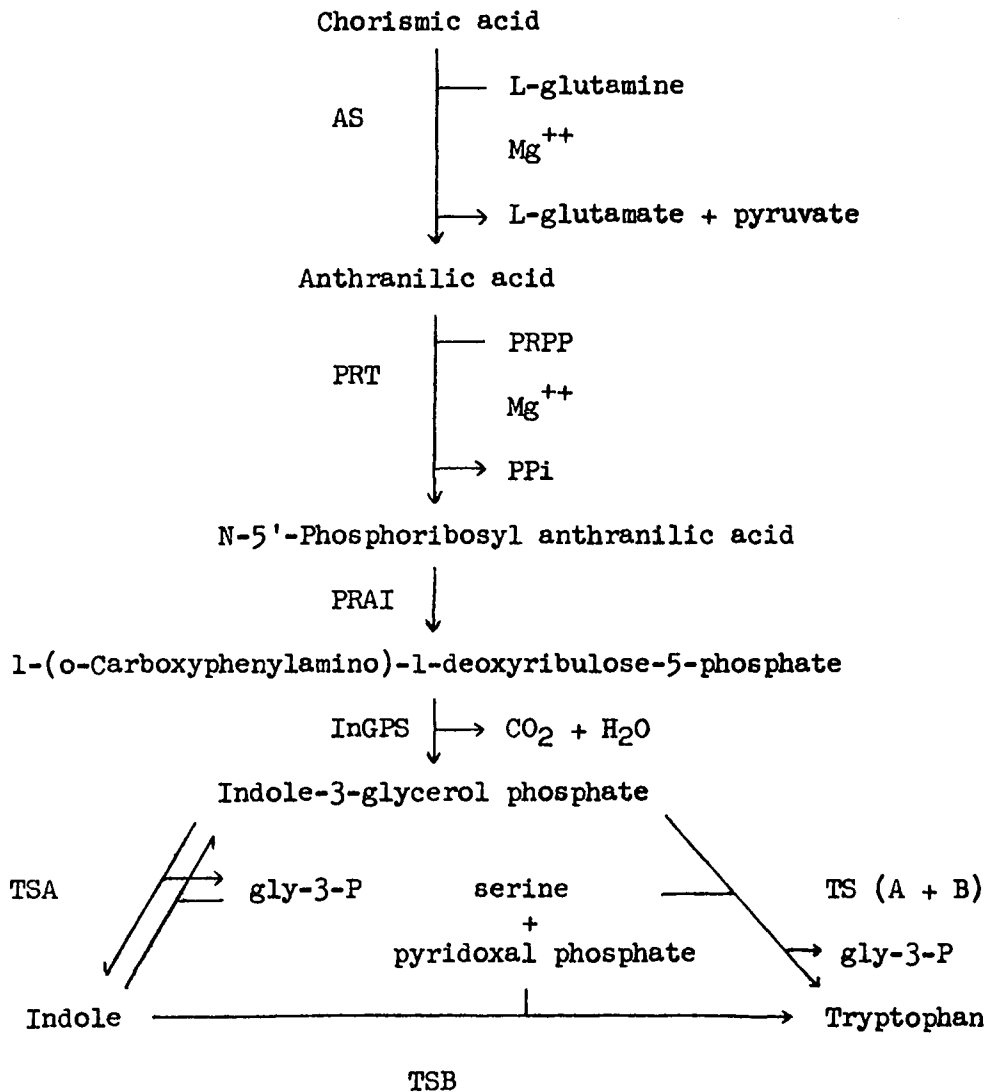 Chorismic acid
L-glutamine
AS
Mg++
L-glutamate + pyruvate
Anthranilic acid
PRPP
PRT
Mg++
PPi
N-5'-Phosphoribosyl anthranilic acid
PRAI
1-(o-Carboxyphenylamino)-1-deoxyribulose-5-phosphate
InGPS
CO2 + H2O
Indole-3-glycerol phosphate
TSA
gly-3-P
serine
TS (A + B)
+
pyridoxal phosphate
gly-3-P
Indole
Tryptophan
TSB